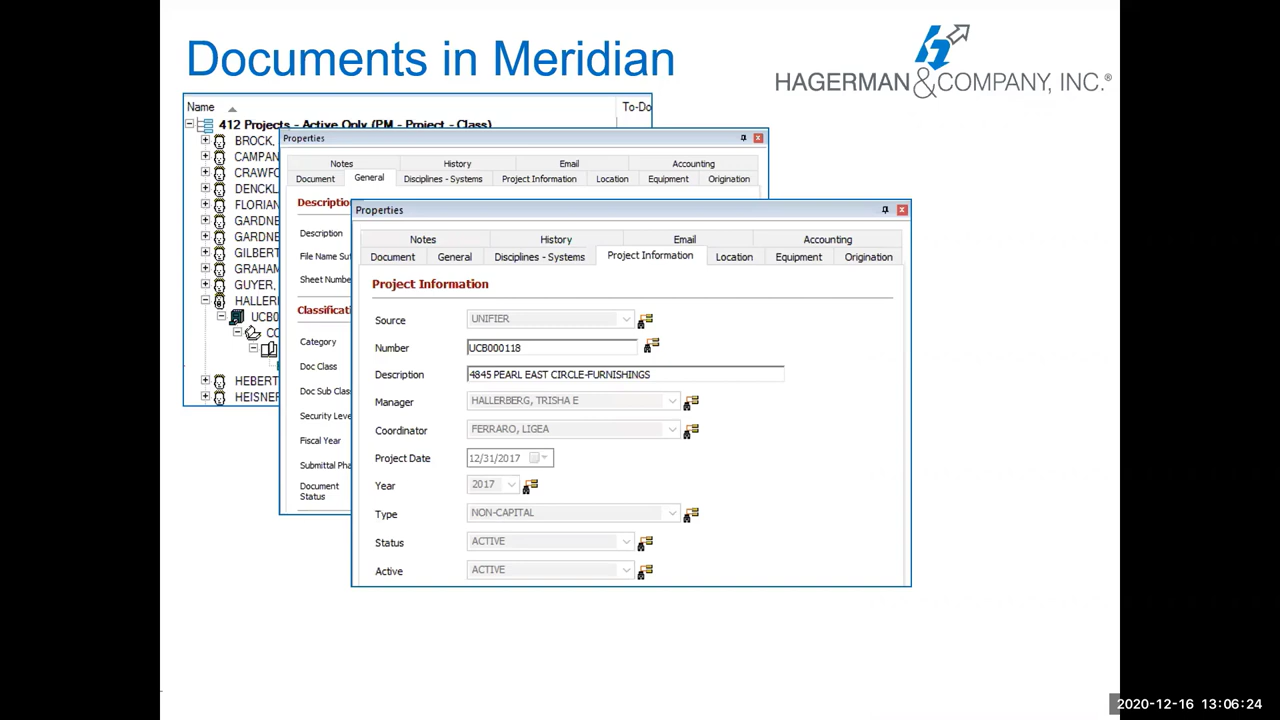 Documents in Meridian
HAGERMAN & COMPANY, INC.®
Name To-Do
412 Projects - Active Only (PM - Project - Class)
BROCK,
CAMPAN
CRAWFO
DENCKL
FLORIAN
GARDNE
GARDNE
GILBERT
GRAHAM
GUYER,
HALLER
UCB0
CO
HEBERT
HEISNER
Properties
Notes History Email Accounting
Document General Disciplines - Systems Project Information Location Equipment Origination
Descriptio
Description
File Name Suf
Sheet Number
Classificati
Category
Doc Class
Doc Sub Class
Security Leve
Fiscal Year
Submittal Pha
Document
Status
Properties
Notes History Email Accounting
Document General Disciplines - Systems Project Information Location Equipment Origination
Project Information
Source UNIFIER
Number UCB000118
Description 4845 PEARL EAST CIRCLE-FURNISHINGS
Manager HALLERBERG, TRISHA E
Coordinator FERRARO, LIGEA
Project Date 12/31/2017
Year 2017
Type NON-CAPITAL
Status ACTIVE
Active ACTIVE
2020-12-16 13:06:24